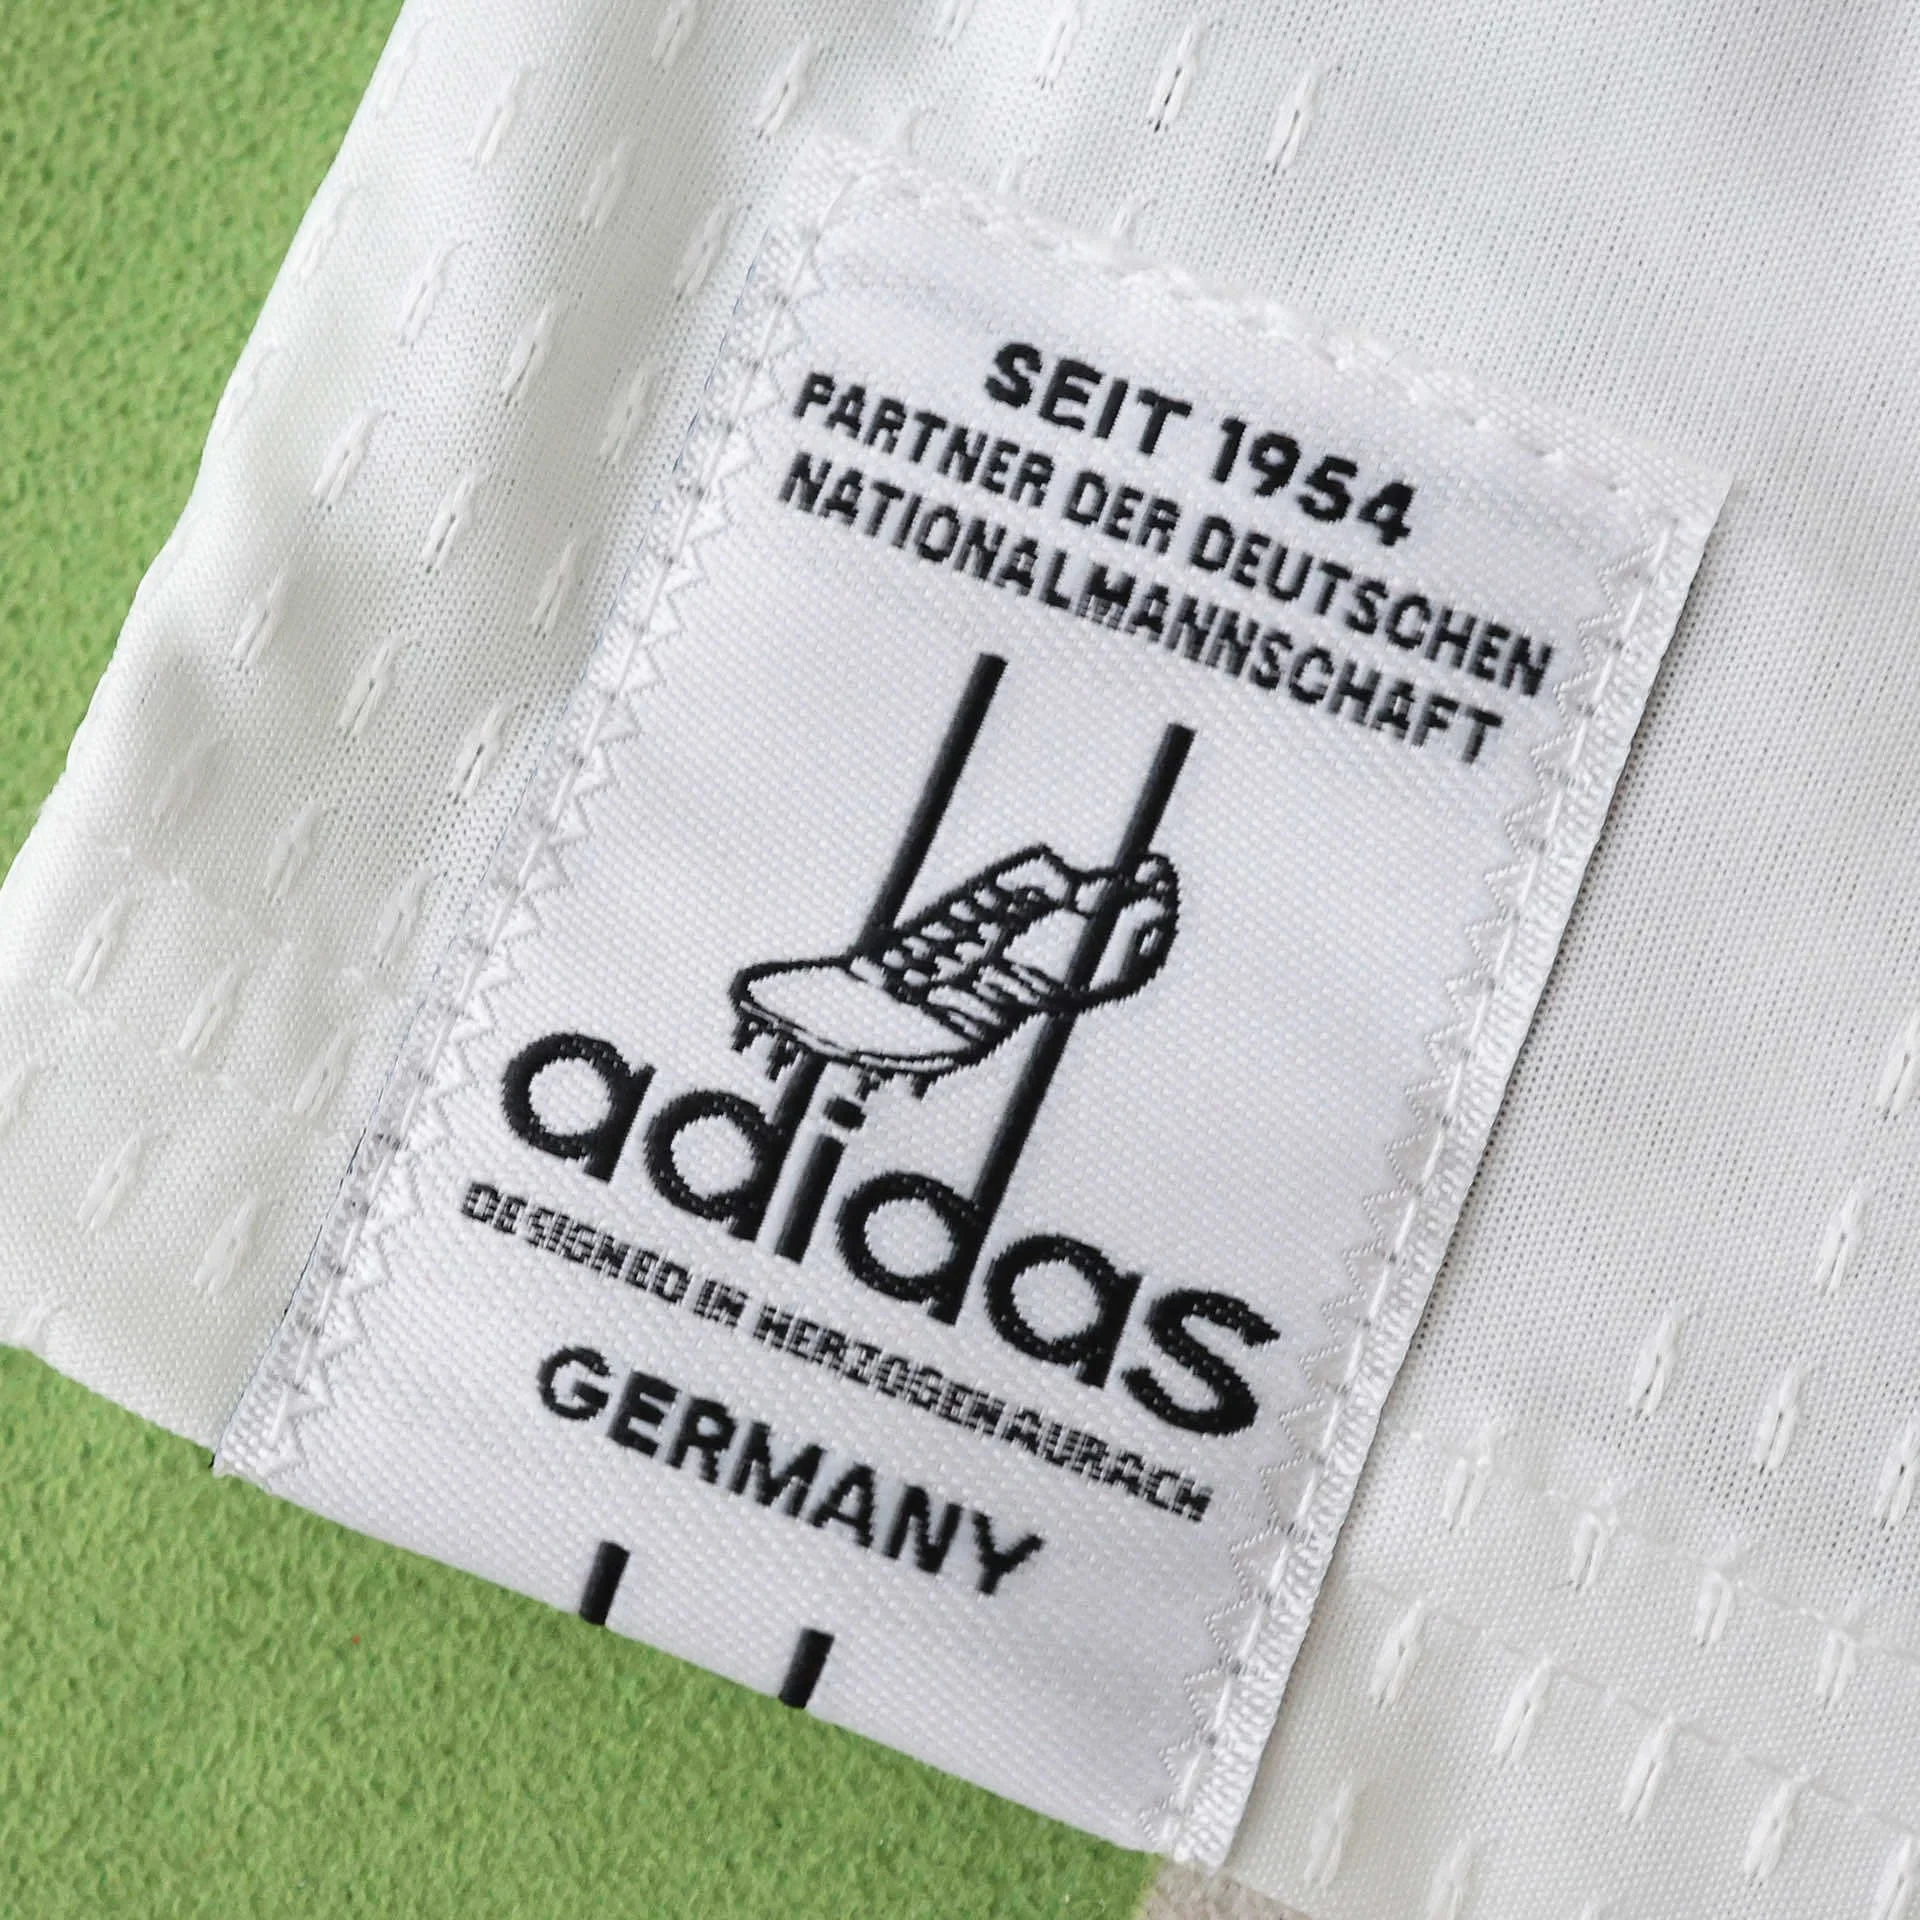 SEIT 1954
PARTNER DER DEUTSCHEN
NATIONALMANNSCHAFT
adidas
DESIGNED IN HERZOGENAURACH
GERMANY